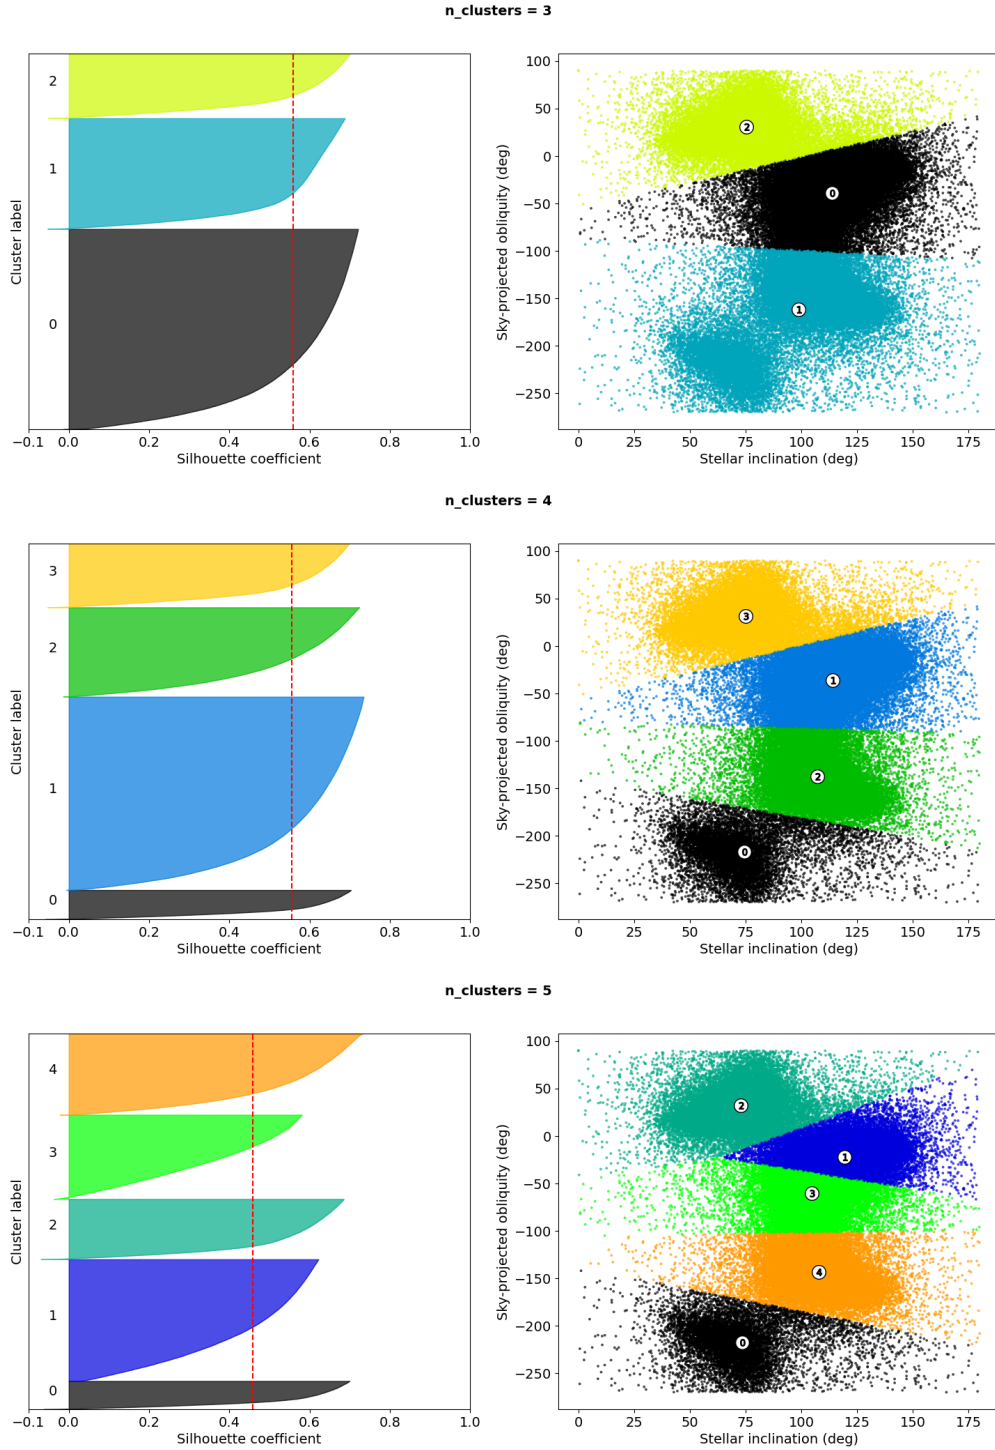 n_clusters = 3
Cluster label
2
1
0
−0.1 0.0 0.2 0.4 0.6 0.8 1.0
Silhouette coefficient
Sky-projected obliquity (deg)
100
50
0
−50
−100
−150
−200
−250
2
0
1
0 25 50 75 100 125 150 175
Stellar inclination (deg)
n_clusters = 4
Cluster label
3
2
1
0
−0.1 0.0 0.2 0.4 0.6 0.8 1.0
Silhouette coefficient
Sky-projected obliquity (deg)
100
50
0
−50
−100
−150
−200
−250
3
1
2
0
0 25 50 75 100 125 150 175
Stellar inclination (deg)
n_clusters = 5
Cluster label
4
3
2
1
0
−0.1 0.0 0.2 0.4 0.6 0.8 1.0
Silhouette coefficient
Sky-projected obliquity (deg)
100
50
0
−50
−100
−150
−200
−250
2
1
3
4
0
0 25 50 75 100 125 150 175
Stellar inclination (deg)